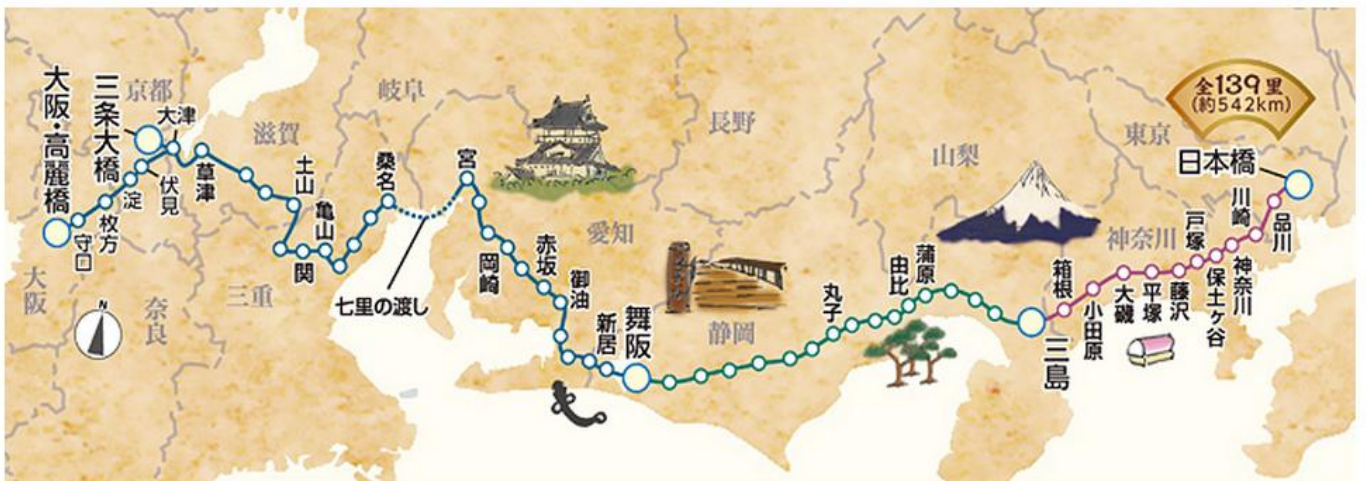 大阪・高麗橋
三条大橋
京都
大津
滋賀
岐阜
長野
山梨
東京
全139里
(約542km)
日本橋
品川
川崎
神奈川
神奈川
保土ヶ谷
戸塚
藤沢
平塚
大磯
小田原
箱根
三島
蒲原
由比
丸子
静岡
舞阪
新居
御油
赤坂
愛知
岡崎
宮
七里の渡し
桑名
亀山
関
土山
三重
草津
伏見
淀
枚方
守口
大阪
奈良
N